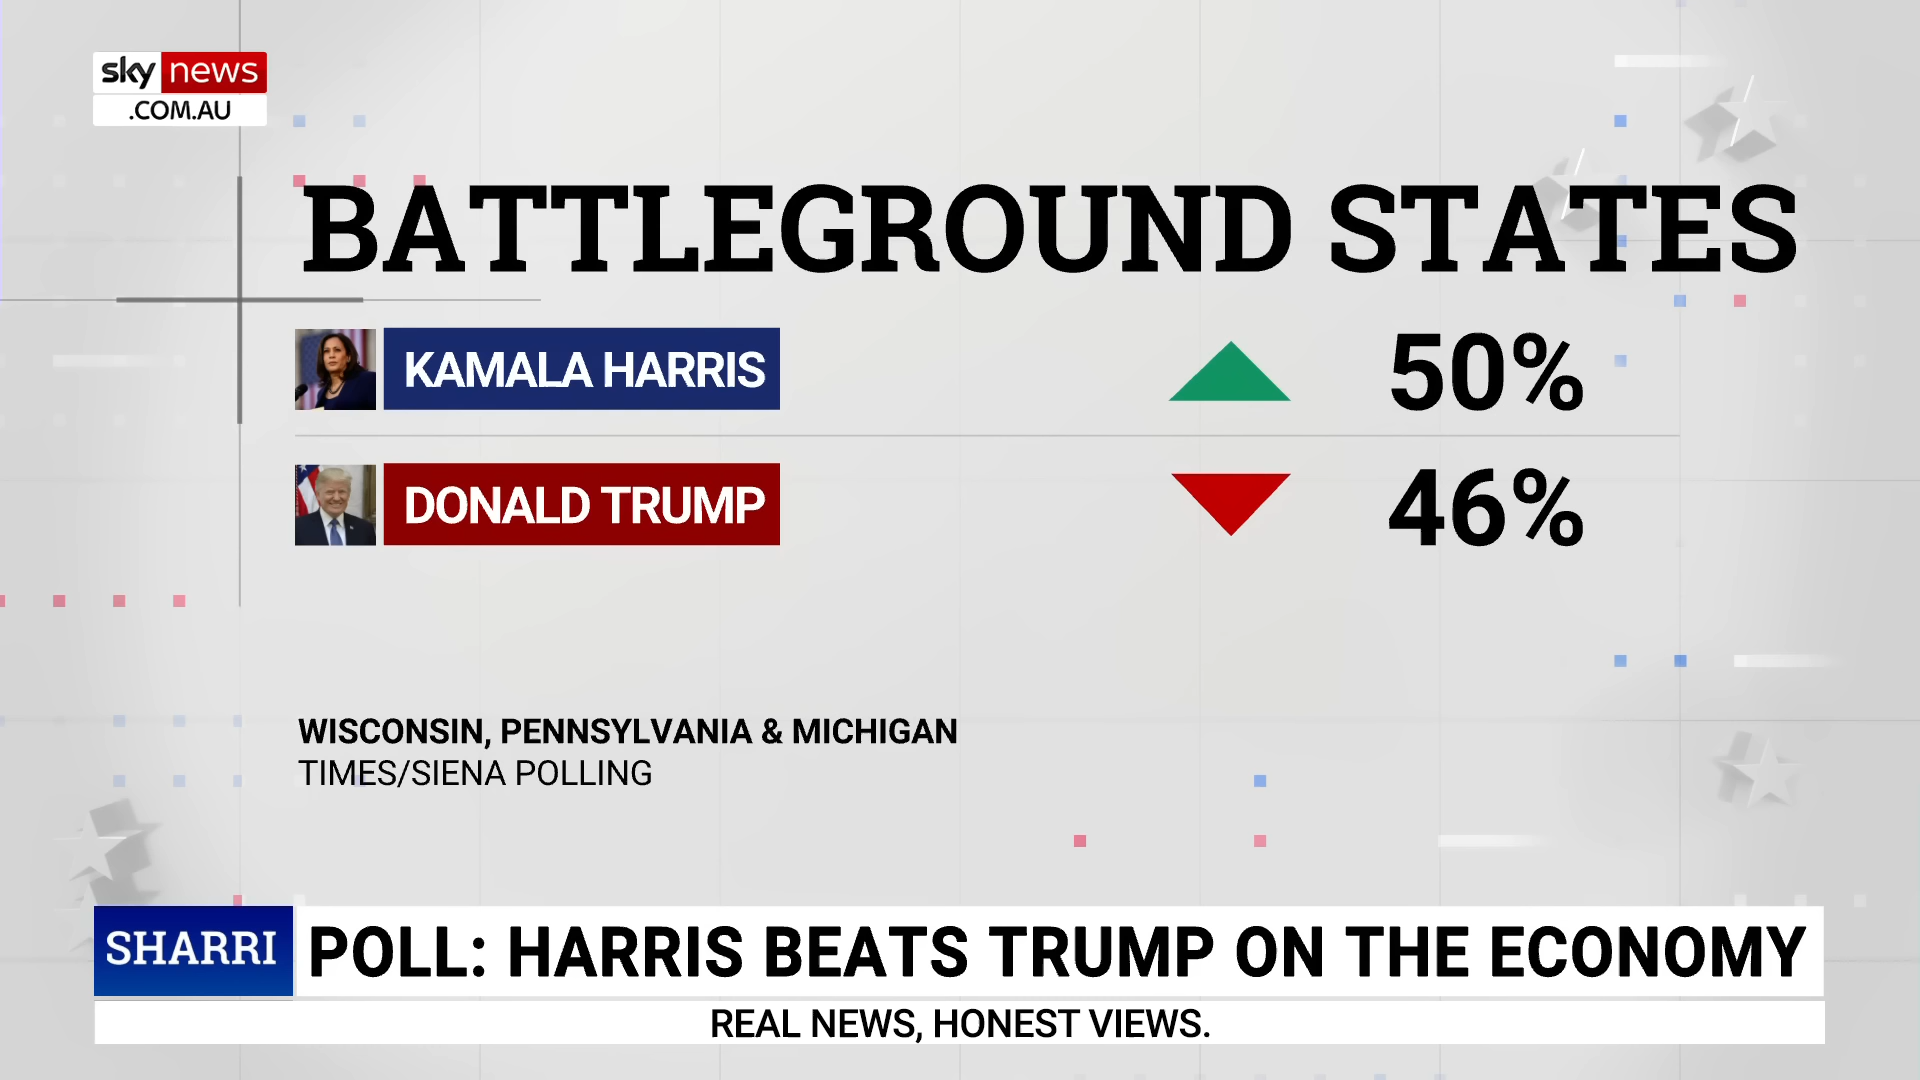 sky news
.COM.AU
BATTLEGROUND STATES
KAMALA HARRIS 50%
DONALD TRUMP 46%
WISCONSIN, PENNSYLVANIA & MICHIGAN
TIMES/SIENA POLLING
SHARRI POLL: HARRIS BEATS TRUMP ON THE ECONOMY
REAL NEWS, HONEST VIEWS.